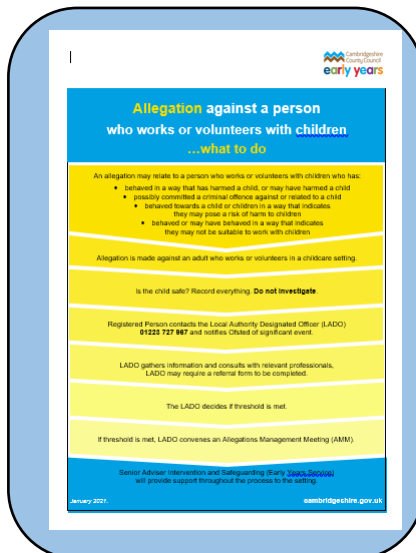 Cambridgeshire
County Council
early years
Allegation against a person
who works or volunteers with children
...what to do
An allegation may relate to a person who works or volunteers with children who has:
• behaved in a way that has harmed a child, or may have harmed a child
• possibly committed a criminal offence against or related to a child
• behaved towards a child or children in a way that indicates
they may pose a risk of harm to children
• behaved or may have behaved in a way that indicates
they may not be suitable to work with children
Allegation is made against an adult who works or volunteers in a childcare setting.
Is the child safe? Record everything. Do not investigate.
Registered Person contacts the Local Authority Designated Officer (LADO)
01223 727 967 and notifies Ofsted of significant event.
LADO gathers information and consults with relevant professionals,
LADO may require a referral form to be completed.
The LADO decides if threshold is met.
If threshold is met, LADO convenes an Allegations Management Meeting (AMM).
Senior Adviser intervention and Safeguarding (Early Years Service)
will provide support throughout the process to the setting.
January 2021.
cambridgeshire.gov.uk